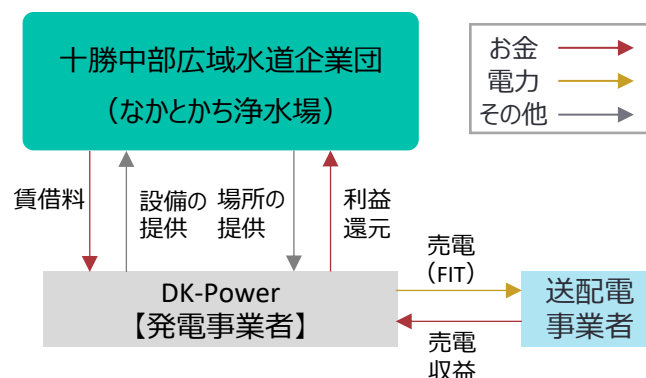 十勝中部広域水道企業団
（なかとかち浄水場）
お金
電力
その他
賃借料
設備の
提供
場所の
提供
利益
還元
売電
（FIT）
DK-Power
【発電事業者】
送配電
事業者
売電
収益